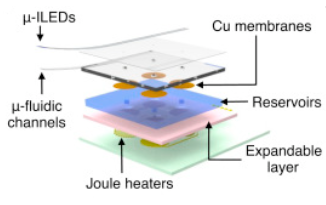 μ-ILEDs
Cu membranes
Reservoirs
μ-fluidic
channels
Expandable
layer
Joule heaters